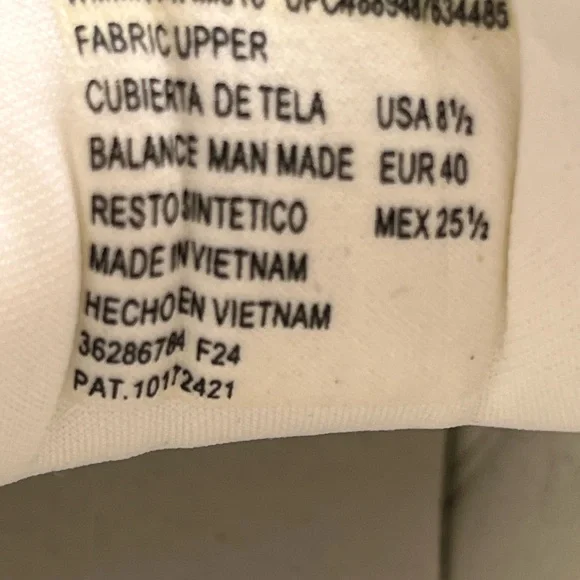 FABRIC UPPER
CUBIERTA DE TELA USA 8½
BALANCE MAN MADE EUR 40
RESTO SINTETICO MEX 25½
MADE IN VIETNAM
HECHO EN VIETNAM
36286784 F24
PAT. 10172421